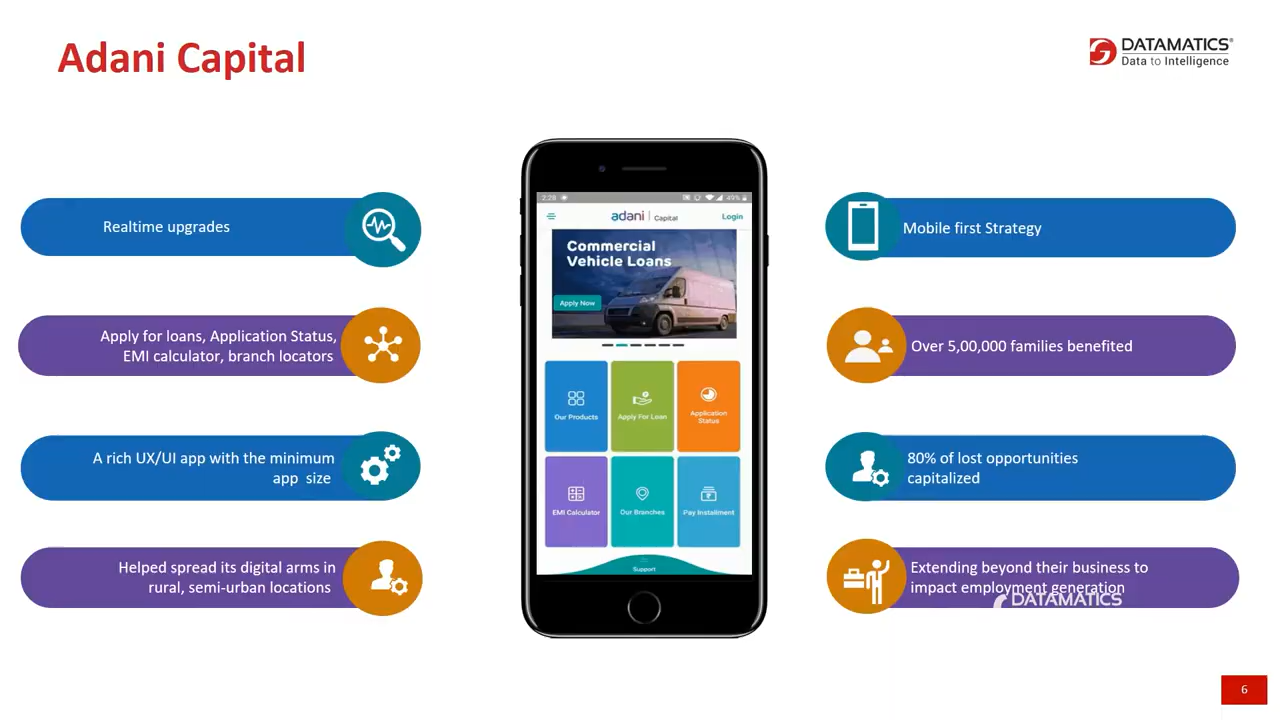 Adani Capital
DATAMATICS®
Data to Intelligence
Realtime upgrades
Apply for loans, Application Status,
EMI calculator, branch locators
A rich UX/UI app with the minimum
app size
Helped spread its digital arms in
rural, semi-urban locations
2:28
49%
adani | Capital
Login
Commercial
Vehicle Loans
Apply Now
Our Products
Apply For Loan
Application
Status
EMI Calculator
Our Branches
Pay Installment
Support
Mobile first Strategy
Over 5,00,000 families benefited
80% of lost opportunities
capitalized
Extending beyond their business to
impact employment generation
DATAMATICS
6